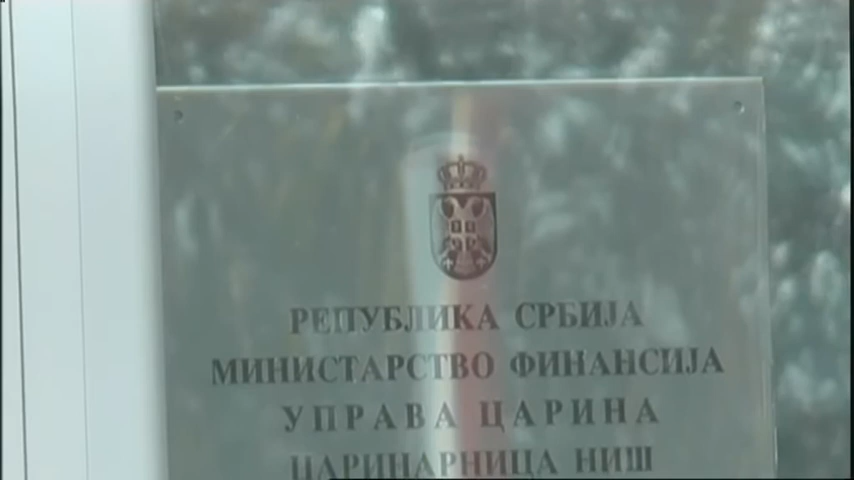 РЕПУБЛИКА СРБИЈА
МИНИСТАРСТВО ФИНАНСИЈА
УПРАВА ЦАРИНА
ЦАРИНАРНИЦА НИШ